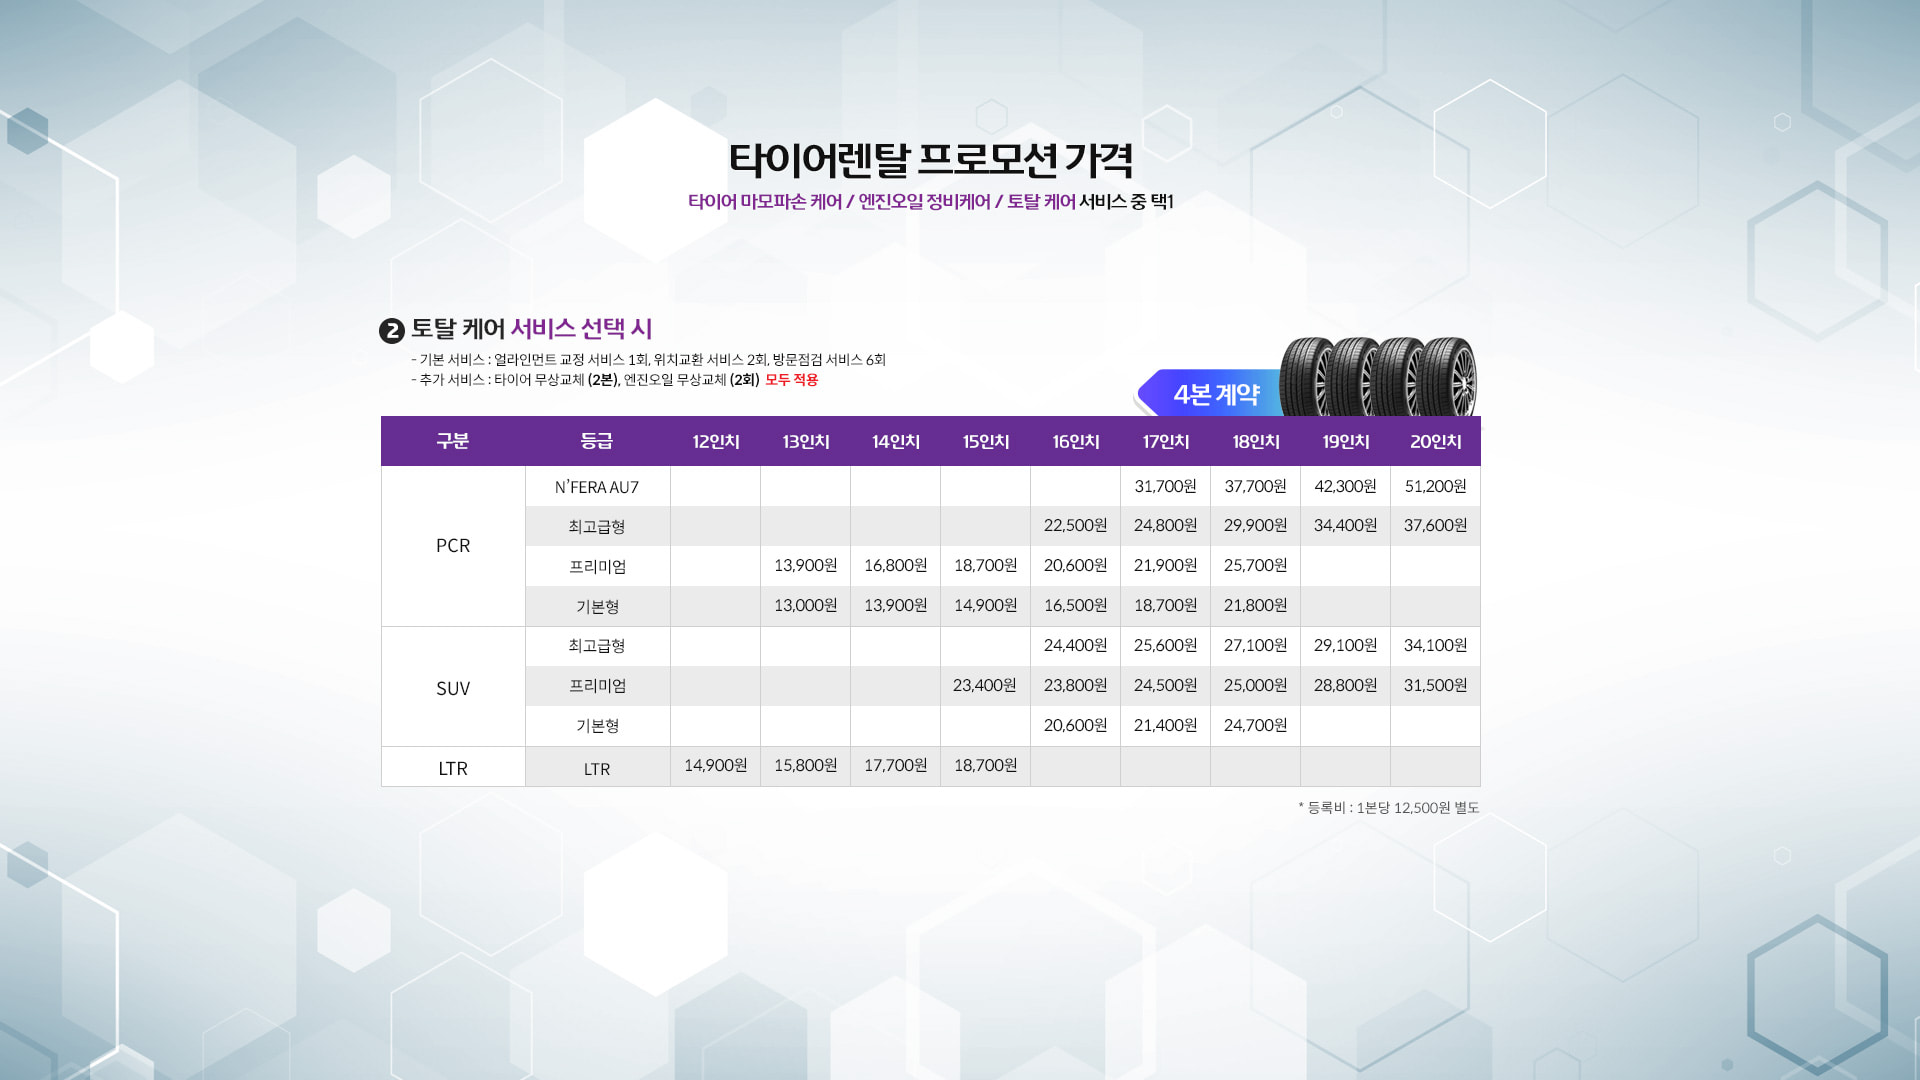 타이어렌탈 프로모션 가격
타이어 마모파손 케어 / 엔진오일 정비케어 / 토탈 케어 서비스 중 택1
2 토탈 케어 서비스 선택 시
- 기본 서비스 : 얼라인먼트 교정 서비스 1회, 위치교환 서비스 2회, 방문점검 서비스 6회
- 추가 서비스 : 타이어 무상교체 (2본), 엔진오일 무상교체 (2회) 모두 적용
4본 계약
구분 등급 12인치 13인치 14인치 15인치 16인치 17인치 18인치 19인치 20인치
PCR
N’FERA AU7 31,700원 37,700원 42,300원 51,200원
최고급형 22,500원 24,800원 29,900원 34,400원 37,600원
프리미엄 13,900원 16,800원 18,700원 20,600원 21,900원 25,700원
기본형 13,000원 13,900원 14,900원 16,500원 18,700원 21,800원
SUV
최고급형 24,400원 25,600원 27,100원 29,100원 34,100원
프리미엄 23,400원 23,800원 24,500원 25,000원 28,800원 31,500원
기본형 20,600원 21,400원 24,700원
LTR LTR 14,900원 15,800원 17,700원 18,700원
* 등록비 : 1본당 12,500원 별도